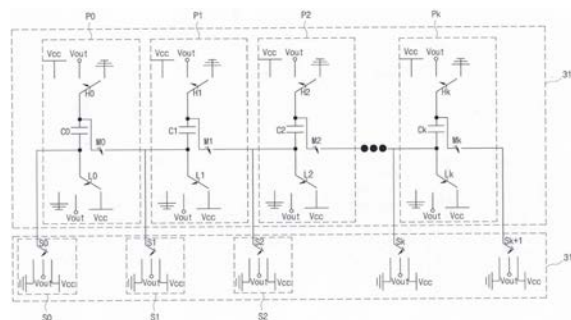 P0 P1 P2 Pk
Vcc Vout Vcc Vout Vcc Vout Vcc Vout
H0 H1 H2 Hk
C0 M0 C1 M1 C2 M2 Ck Mk
L0 L1 L2 Lk
Vout Vcc Vout Vcc Vout Vcc Vout Vcc
S0 S1 S2 Sk Sk+1
Vout Vcc Vout Vcc Vout Vcc Vout Vcc Vout Vcc
S0 S1 S2